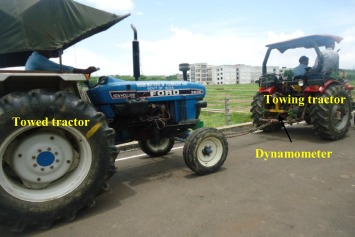 FORD
Towing tractor
Towed tractor
Dynamometer